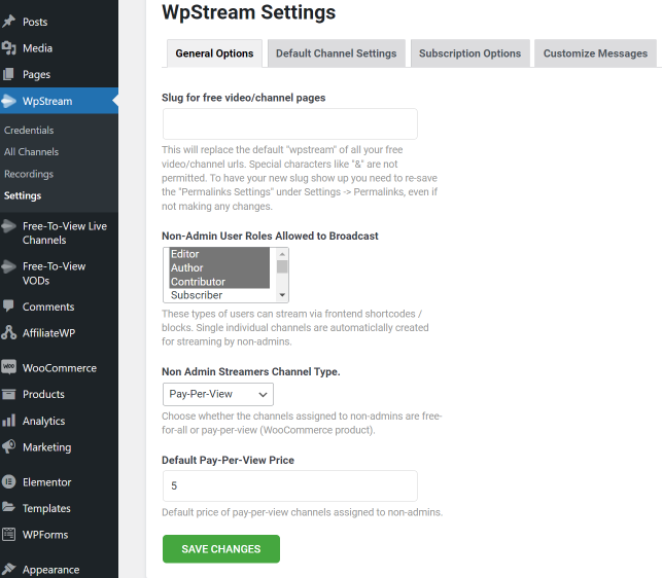 Posts
Media
Pages
WpStream
Credentials
All Channels
Recordings
Settings
Free-To-View Live
Channels
Free-To-View
VODs
Comments
AffiliateWP
WooCommerce
Products
Analytics
Marketing
Elementor
Templates
WPForms
Appearance
WpStream Settings
General Options
Default Channel Settings
Subscription Options
Customize Messages
Slug for free video/channel pages
This will replace the default "wpstream" of all your free
video/channel urls. Special characters like "&" are not
permitted. To have your new slug show up you need to re-save
the "Permalinks Settings" under Settings -> Permalinks, even if
not making any changes.
Non-Admin User Roles Allowed to Broadcast
Editor
Author
Contributor
Subscriber
These types of users can stream via frontend shortcodes /
blocks. Single individual channels are automaticlally created
for streaming by non-admins.
Non Admin Streamers Channel Type.
Pay-Per-View
Choose whether the channels assigned to non-admins are free-
for-all or pay-per-view (WooCommerce product).
Default Pay-Per-View Price
5
Default price of pay-per-view channels assigned to non-admins.
SAVE CHANGES